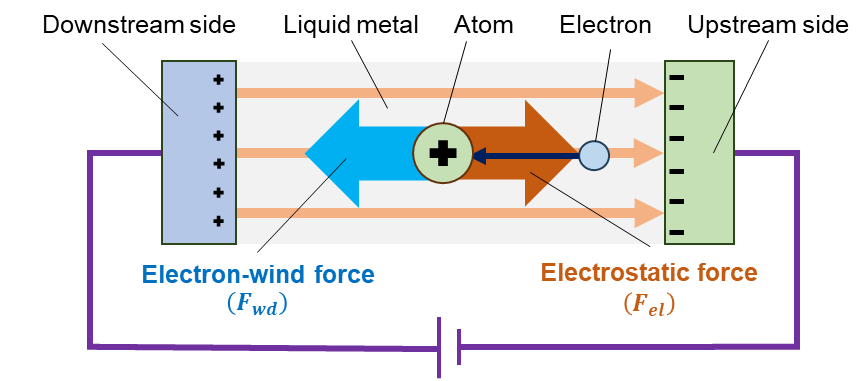 Downstream side
Liquid metal
Atom
Electron
Upstream side
Electron-wind force
(F_wd)
Electrostatic force
(F_el)